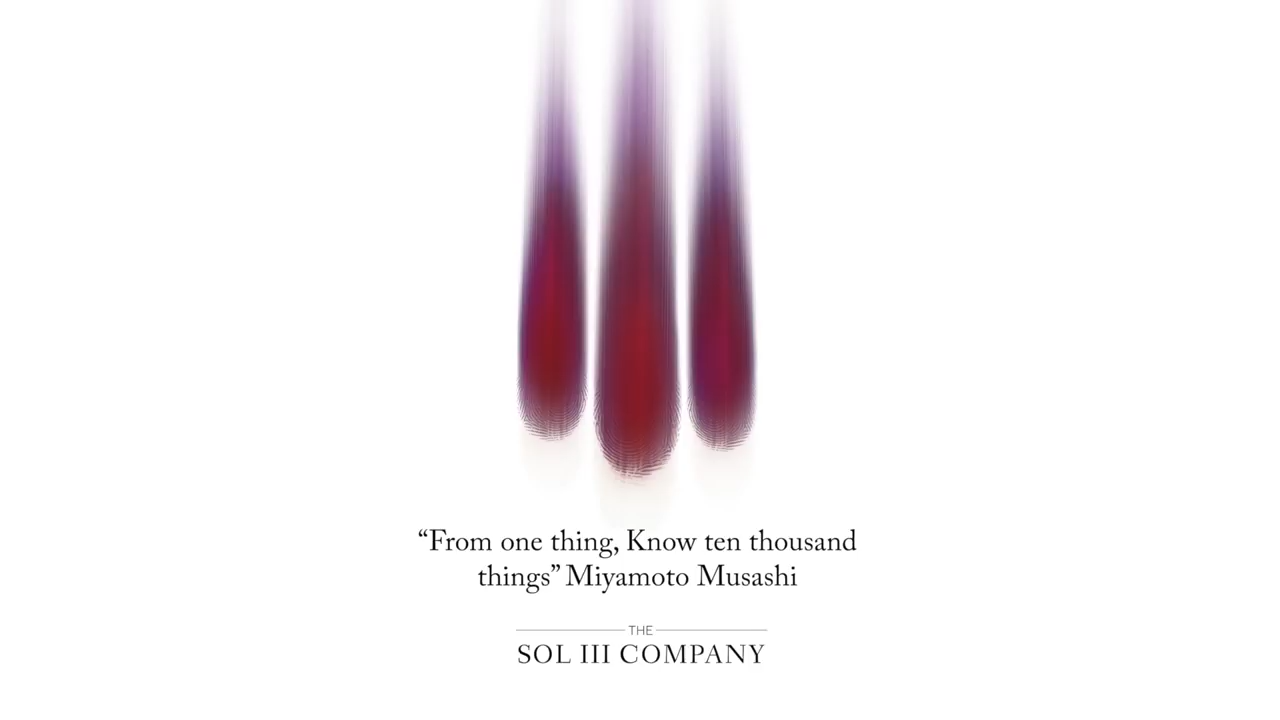 “From one thing, Know ten thousand
things” Miyamoto Musashi
THE
SOL III COMPANY